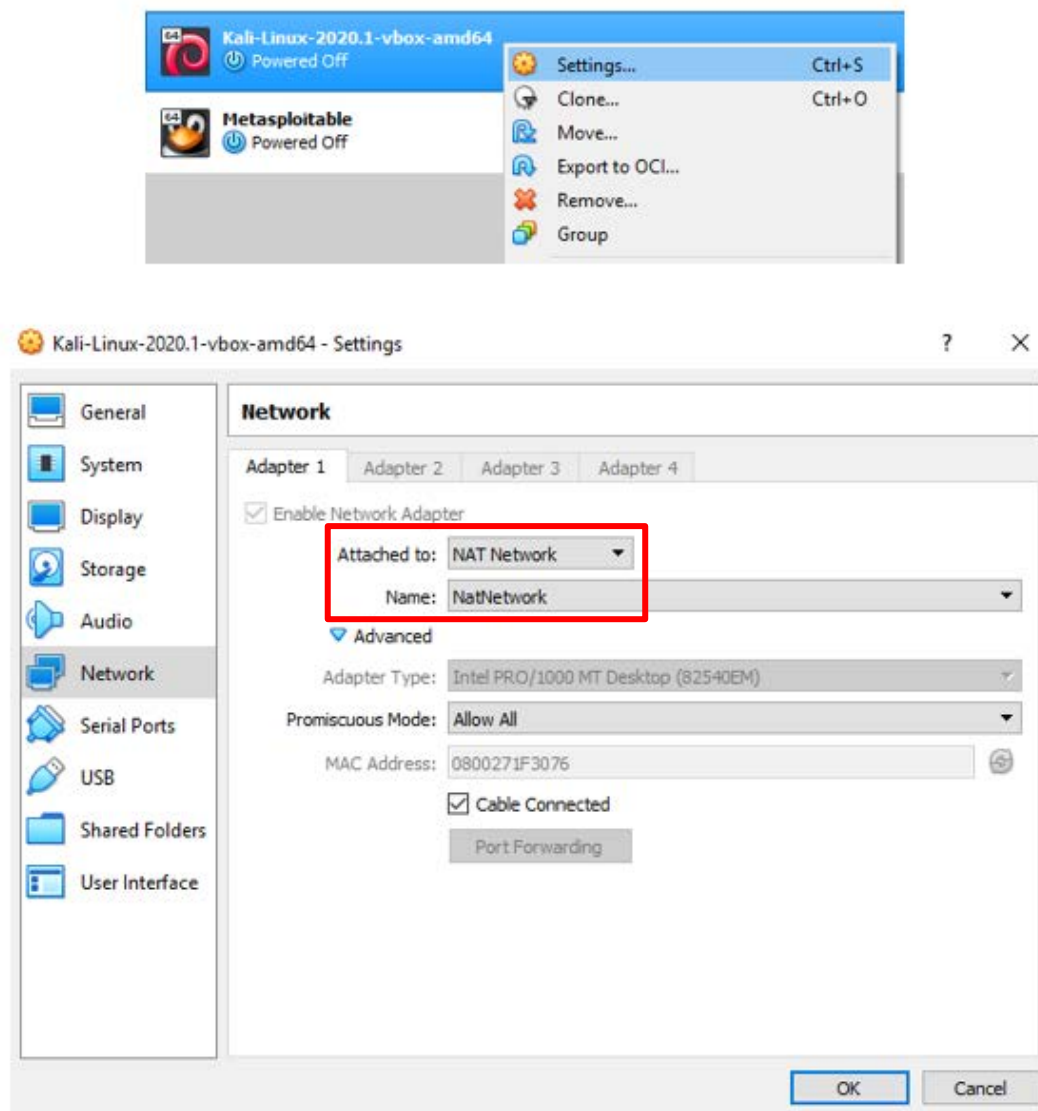 64
Kali-Linux-2020.1-vbox-amd64
Powered Off
Settings... Ctrl+S
Clone... Ctrl+O
64
Metasploitable
Powered Off
Move...
Export to OCI...
Remove...
Group
Kali-Linux-2020.1-vbox-amd64 - Settings ? ✕
General
System
Display
Storage
Audio
Network
Serial Ports
USB
Shared Folders
User Interface
Network
Adapter 1 Adapter 2 Adapter 3 Adapter 4
Enable Network Adapter
Attached to: NAT Network
Name: NatNetwork
Advanced
Adapter Type: Intel PRO/1000 MT Desktop (82540EM)
Promiscuous Mode: Allow All
MAC Address: 0800271F3076
Cable Connected
Port Forwarding
OK Cancel